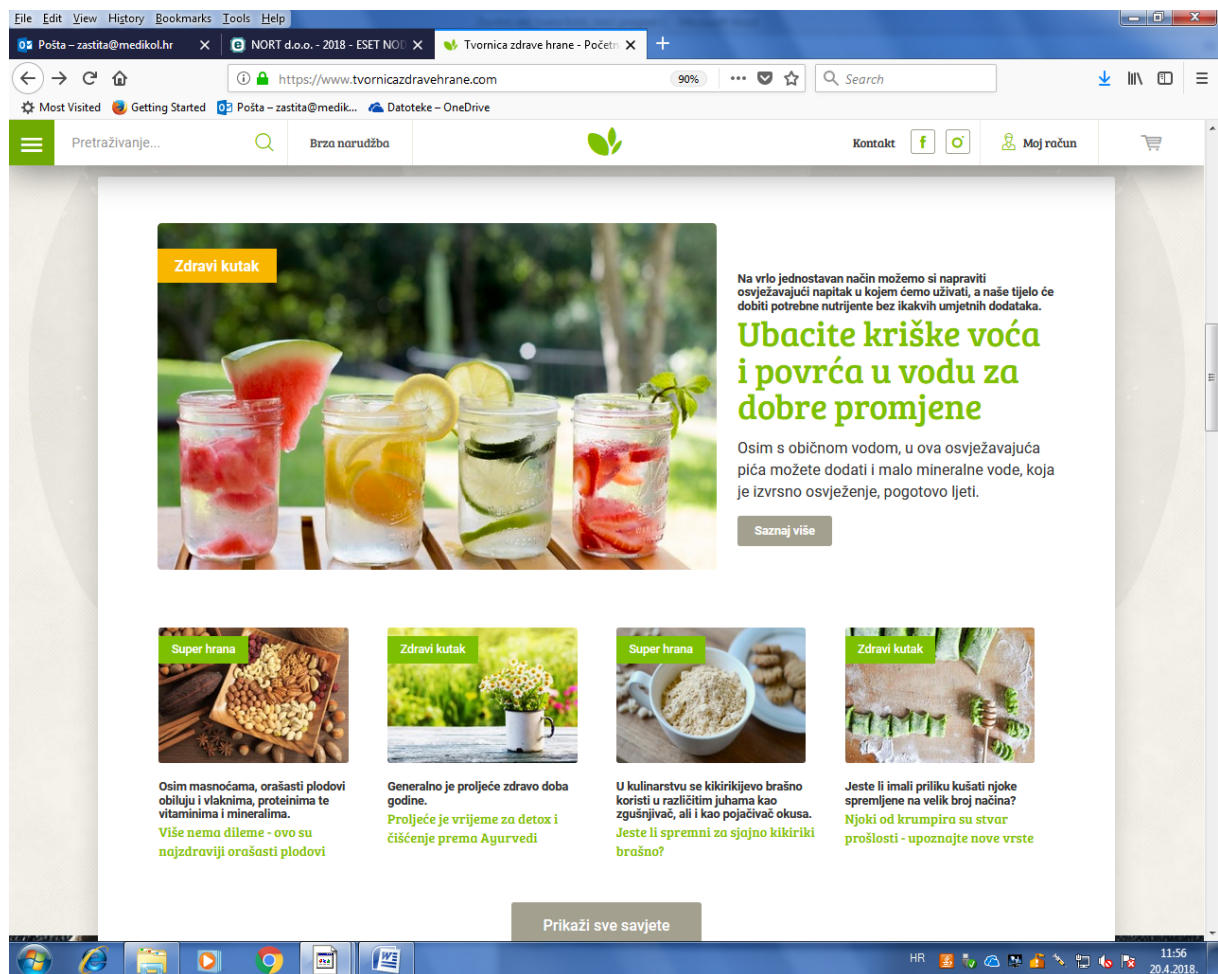 File Edit View History Bookmarks Tools Help
Pošta – zastita@medikol.hr
NORT d.o.o. - 2018 - ESET NOD
Tvornica zdrave hrane - Početn
https://www.tvornicazdravehrane.com
90%
Search
Most Visited
Getting Started
Pošta – zastita@medik...
Datoteke – OneDrive
Pretraživanje...
Brza narudžba
Kontakt
Moj račun
Zdravi kutak
Na vrlo jednostavan način možemo si napraviti
osvježavajući napitak u kojem ćemo uživati, a naše tijelo će
dobiti potrebne nutrijente bez ikakvih umjetnih dodataka.
Ubacite kriške voća
i povrća u vodu za
dobre promjene
Osim s običnom vodom, u ova osvježavajuća
pića možete dodati i malo mineralne vode, koja
je izvrsno osvježenje, pogotovo ljeti.
Saznaj više
Super hrana
Osim masnoćama, orašasti plodovi
obiluju i vlaknima, proteinima te
vitaminima i mineralima.
Više nema dileme - ovo su
najzdraviji orašasti plodovi
Zdravi kutak
Generalno je proljeće zdravo doba
godine.
Proljeće je vrijeme za detox i
čišćenje prema Ayurvedi
Super hrana
U kulinarstvu se kikirikijevo brašno
koristi u različitim juhama kao
zgušnjivač, ali i kao pojačivač okusa.
Jeste li spremni za sjajno kikiriki
brašno?
Zdravi kutak
Jeste li imali priliku kušati njoke
spremljene na velik broj načina?
Njoki od krumpira su stvar
prošlosti - upoznajte nove vrste
Prikaži sve savjete
HR
11:56
20.4.2018.